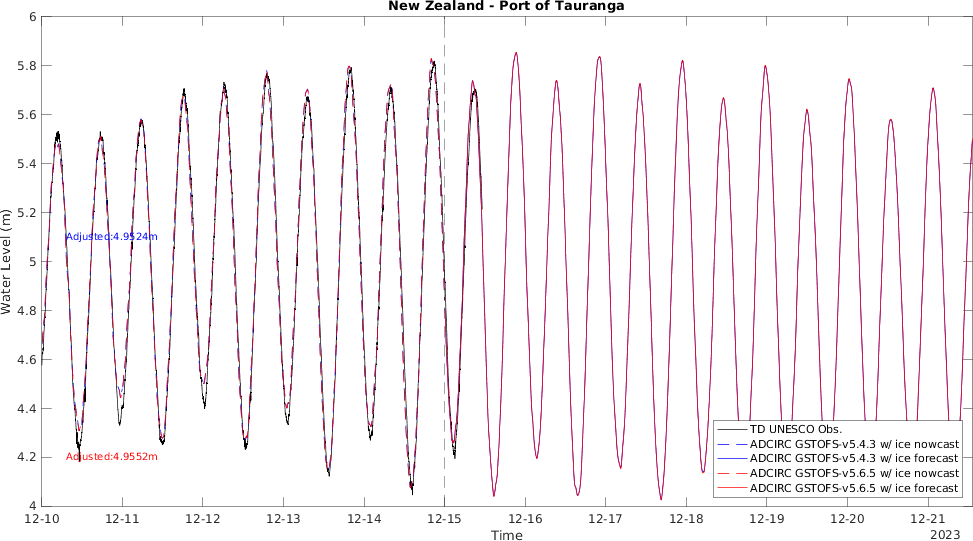 New Zealand - Port of Tauranga
6
5.8
5.6
5.4
5.2
5
4.8
4.6
4.4
4.2
4
Water Level (m)
Adjusted:4.9524m
Adjusted:4.9552m
TD UNESCO Obs.
ADCIRC GSTOFS-v5.4.3 w/ ice nowcast
ADCIRC GSTOFS-v5.4.3 w/ ice forecast
ADCIRC GSTOFS-v5.6.5 w/ ice nowcast
ADCIRC GSTOFS-v5.6.5 w/ ice forecast
12-10 12-11 12-12 12-13 12-14 12-15 12-16 12-17 12-18 12-19 12-20 12-21
Time
2023